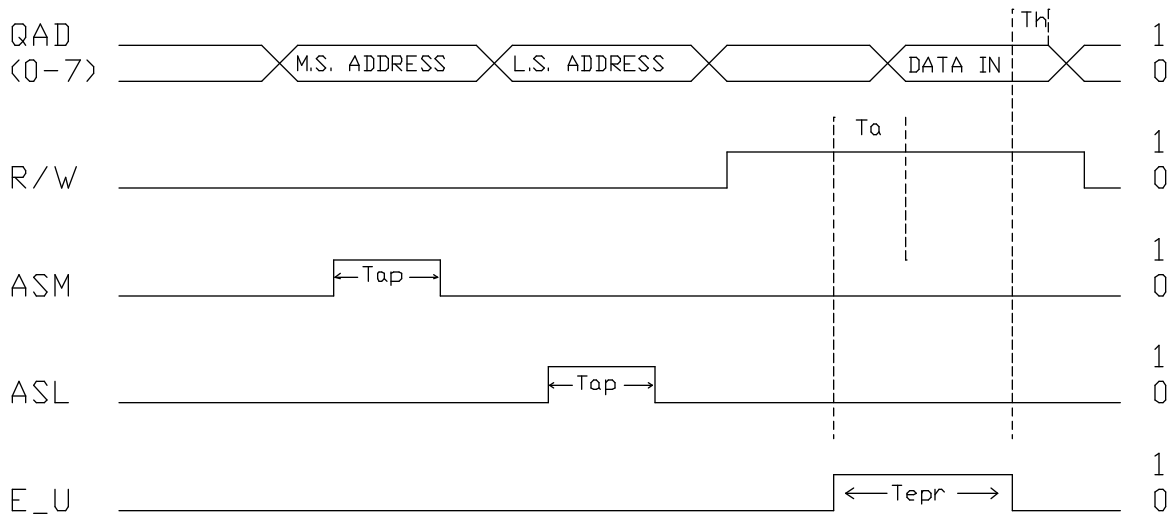 QAD
(0-7)
M.S. ADDRESS
L.S. ADDRESS
DATA IN
Th
1
0
R/W
Ta
1
0
ASM
Tap
1
0
ASL
Tap
1
0
E_U
Tepr
1
0